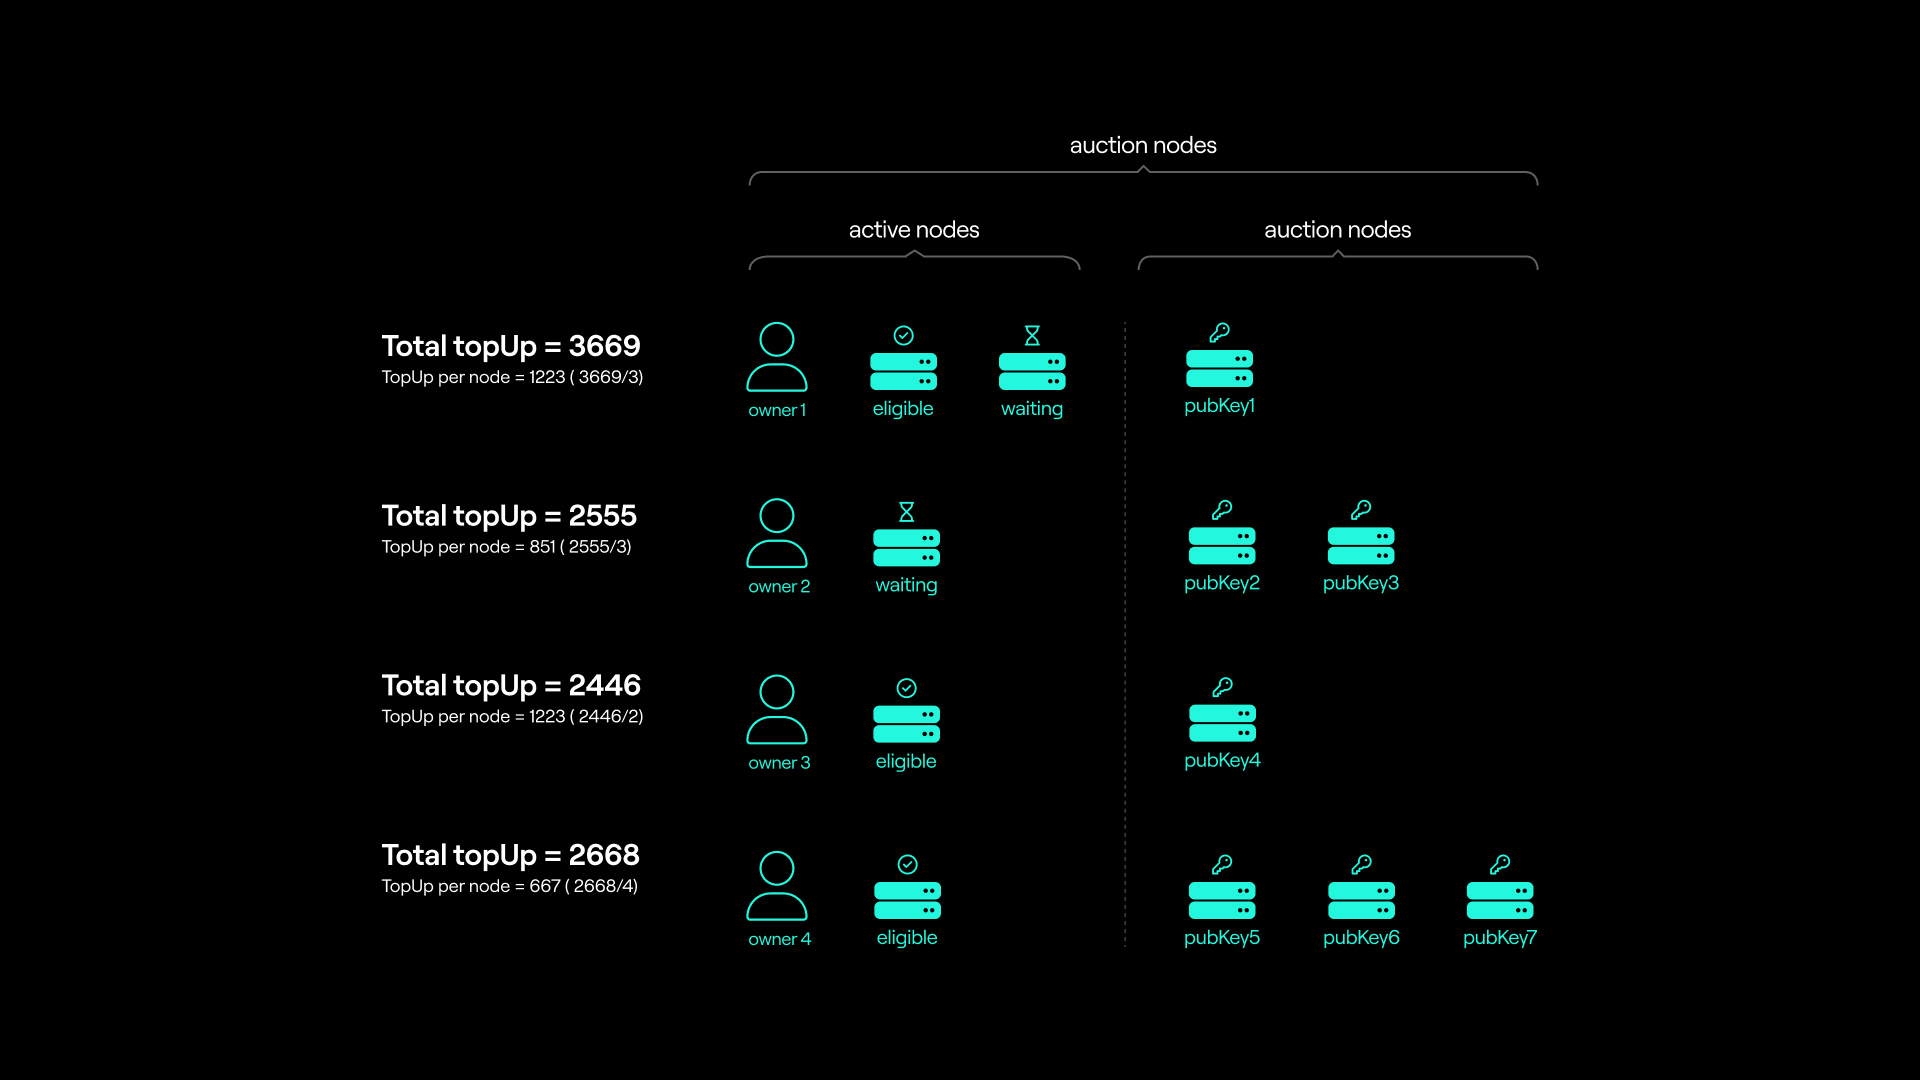 auction nodes
active nodes
auction nodes
Total topUp = 3669
TopUp per node = 1223 ( 3669/3)
owner 1
eligible
waiting
pubKey1
Total topUp = 2555
TopUp per node = 851 ( 2555/3)
owner 2
waiting
pubKey2
pubKey3
Total topUp = 2446
TopUp per node = 1223 ( 2446/2)
owner 3
eligible
pubKey4
Total topUp = 2668
TopUp per node = 667 ( 2668/4)
owner 4
eligible
pubKey5
pubKey6
pubKey7